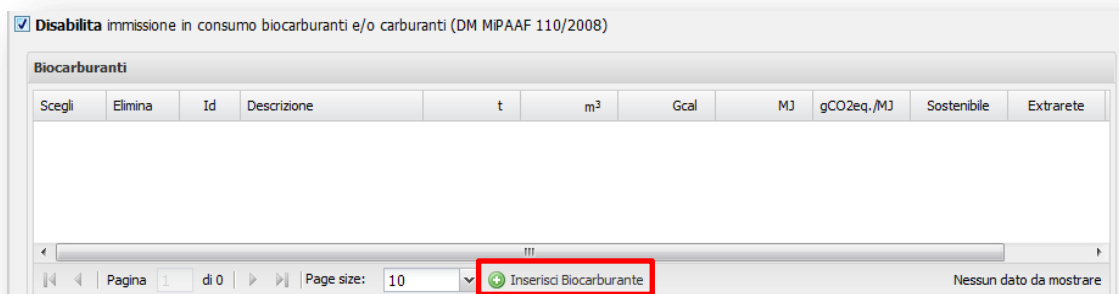 Disabilita immissione in consumo biocarburanti e/o carburanti (DM MiPAAF 110/2008)
Biocarburanti
Scegli Elimina Id Descrizione t m³ Gcal MJ gCO2eq./MJ Sostenibile Extrarete
Pagina 1 di 0 Page size: 10 Inserisci Biocarburante Nessun dato da mostrare